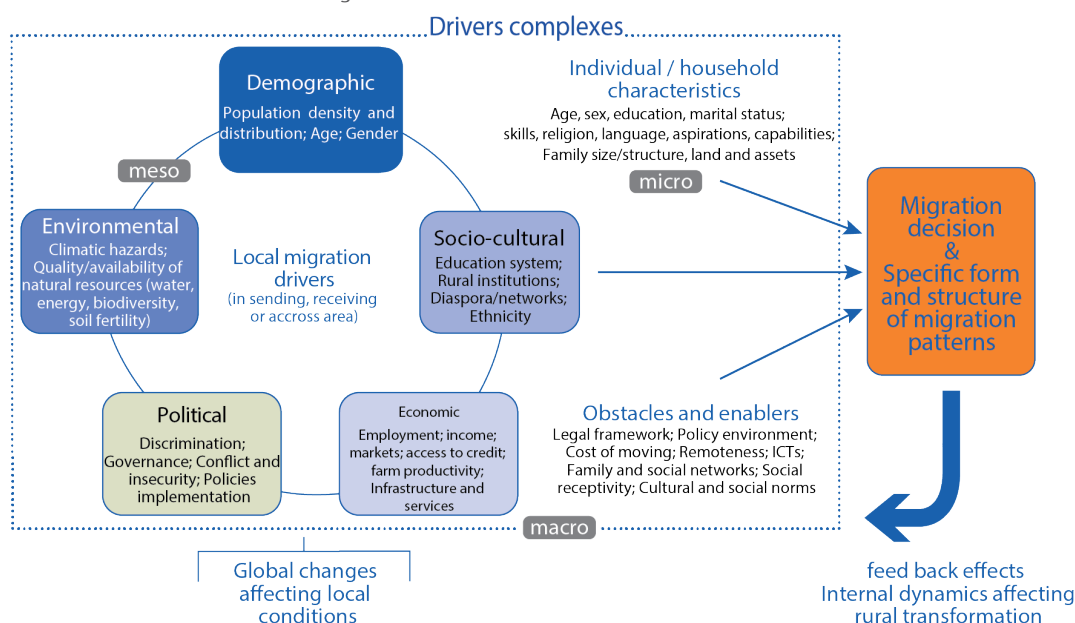 Drivers complexes
Demographic
Population density and
distribution; Age; Gender
meso
Environmental
Climatic hazards;
Quality/availability of
natural resources (water,
energy, biodiversity,
soil fertility)
Local migration
drivers
(in sending, receiving
or accross area)
Socio-cultural
Education system;
Rural institutions;
Diaspora/networks;
Ethnicity
Political
Discrimination;
Governance; Conflict and
insecurity; Policies
implementation
Economic
Employment; income;
markets; access to credit;
farm productivity;
Infrastructure and
services
Individual / household
characteristics
Age, sex, education, marital status;
skills, religion, language, aspirations, capabilities;
Family size/structure, land and assets
micro
Obstacles and enablers
Legal framework; Policy environment;
Cost of moving; Remoteness; ICTs;
Family and social networks; Social
receptivity; Cultural and social norms
macro
Migration
decision
&
Specific form
and structure
of migration
patterns
Global changes
affecting local
conditions
feed back effects
Internal dynamics affecting
rural transformation